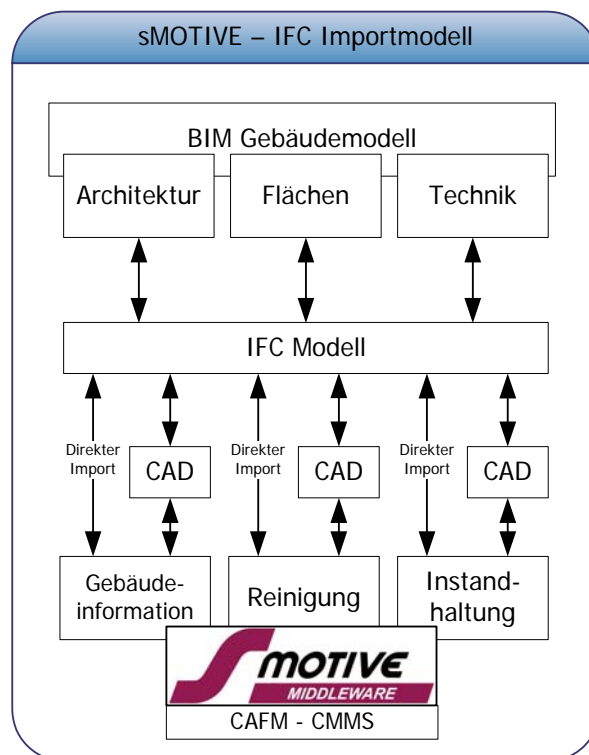 sMOTIVE – IFC Importmodell
BIM Gebäudemodell
Architektur
Flächen
Technik
IFC Modell
Direkter
Import
CAD
Direkter
Import
CAD
Direkter
Import
CAD
Gebäude-
information
Reinigung
Instand-
haltung
SMOTIVE
MIDDLEWARE
CAFM - CMMS